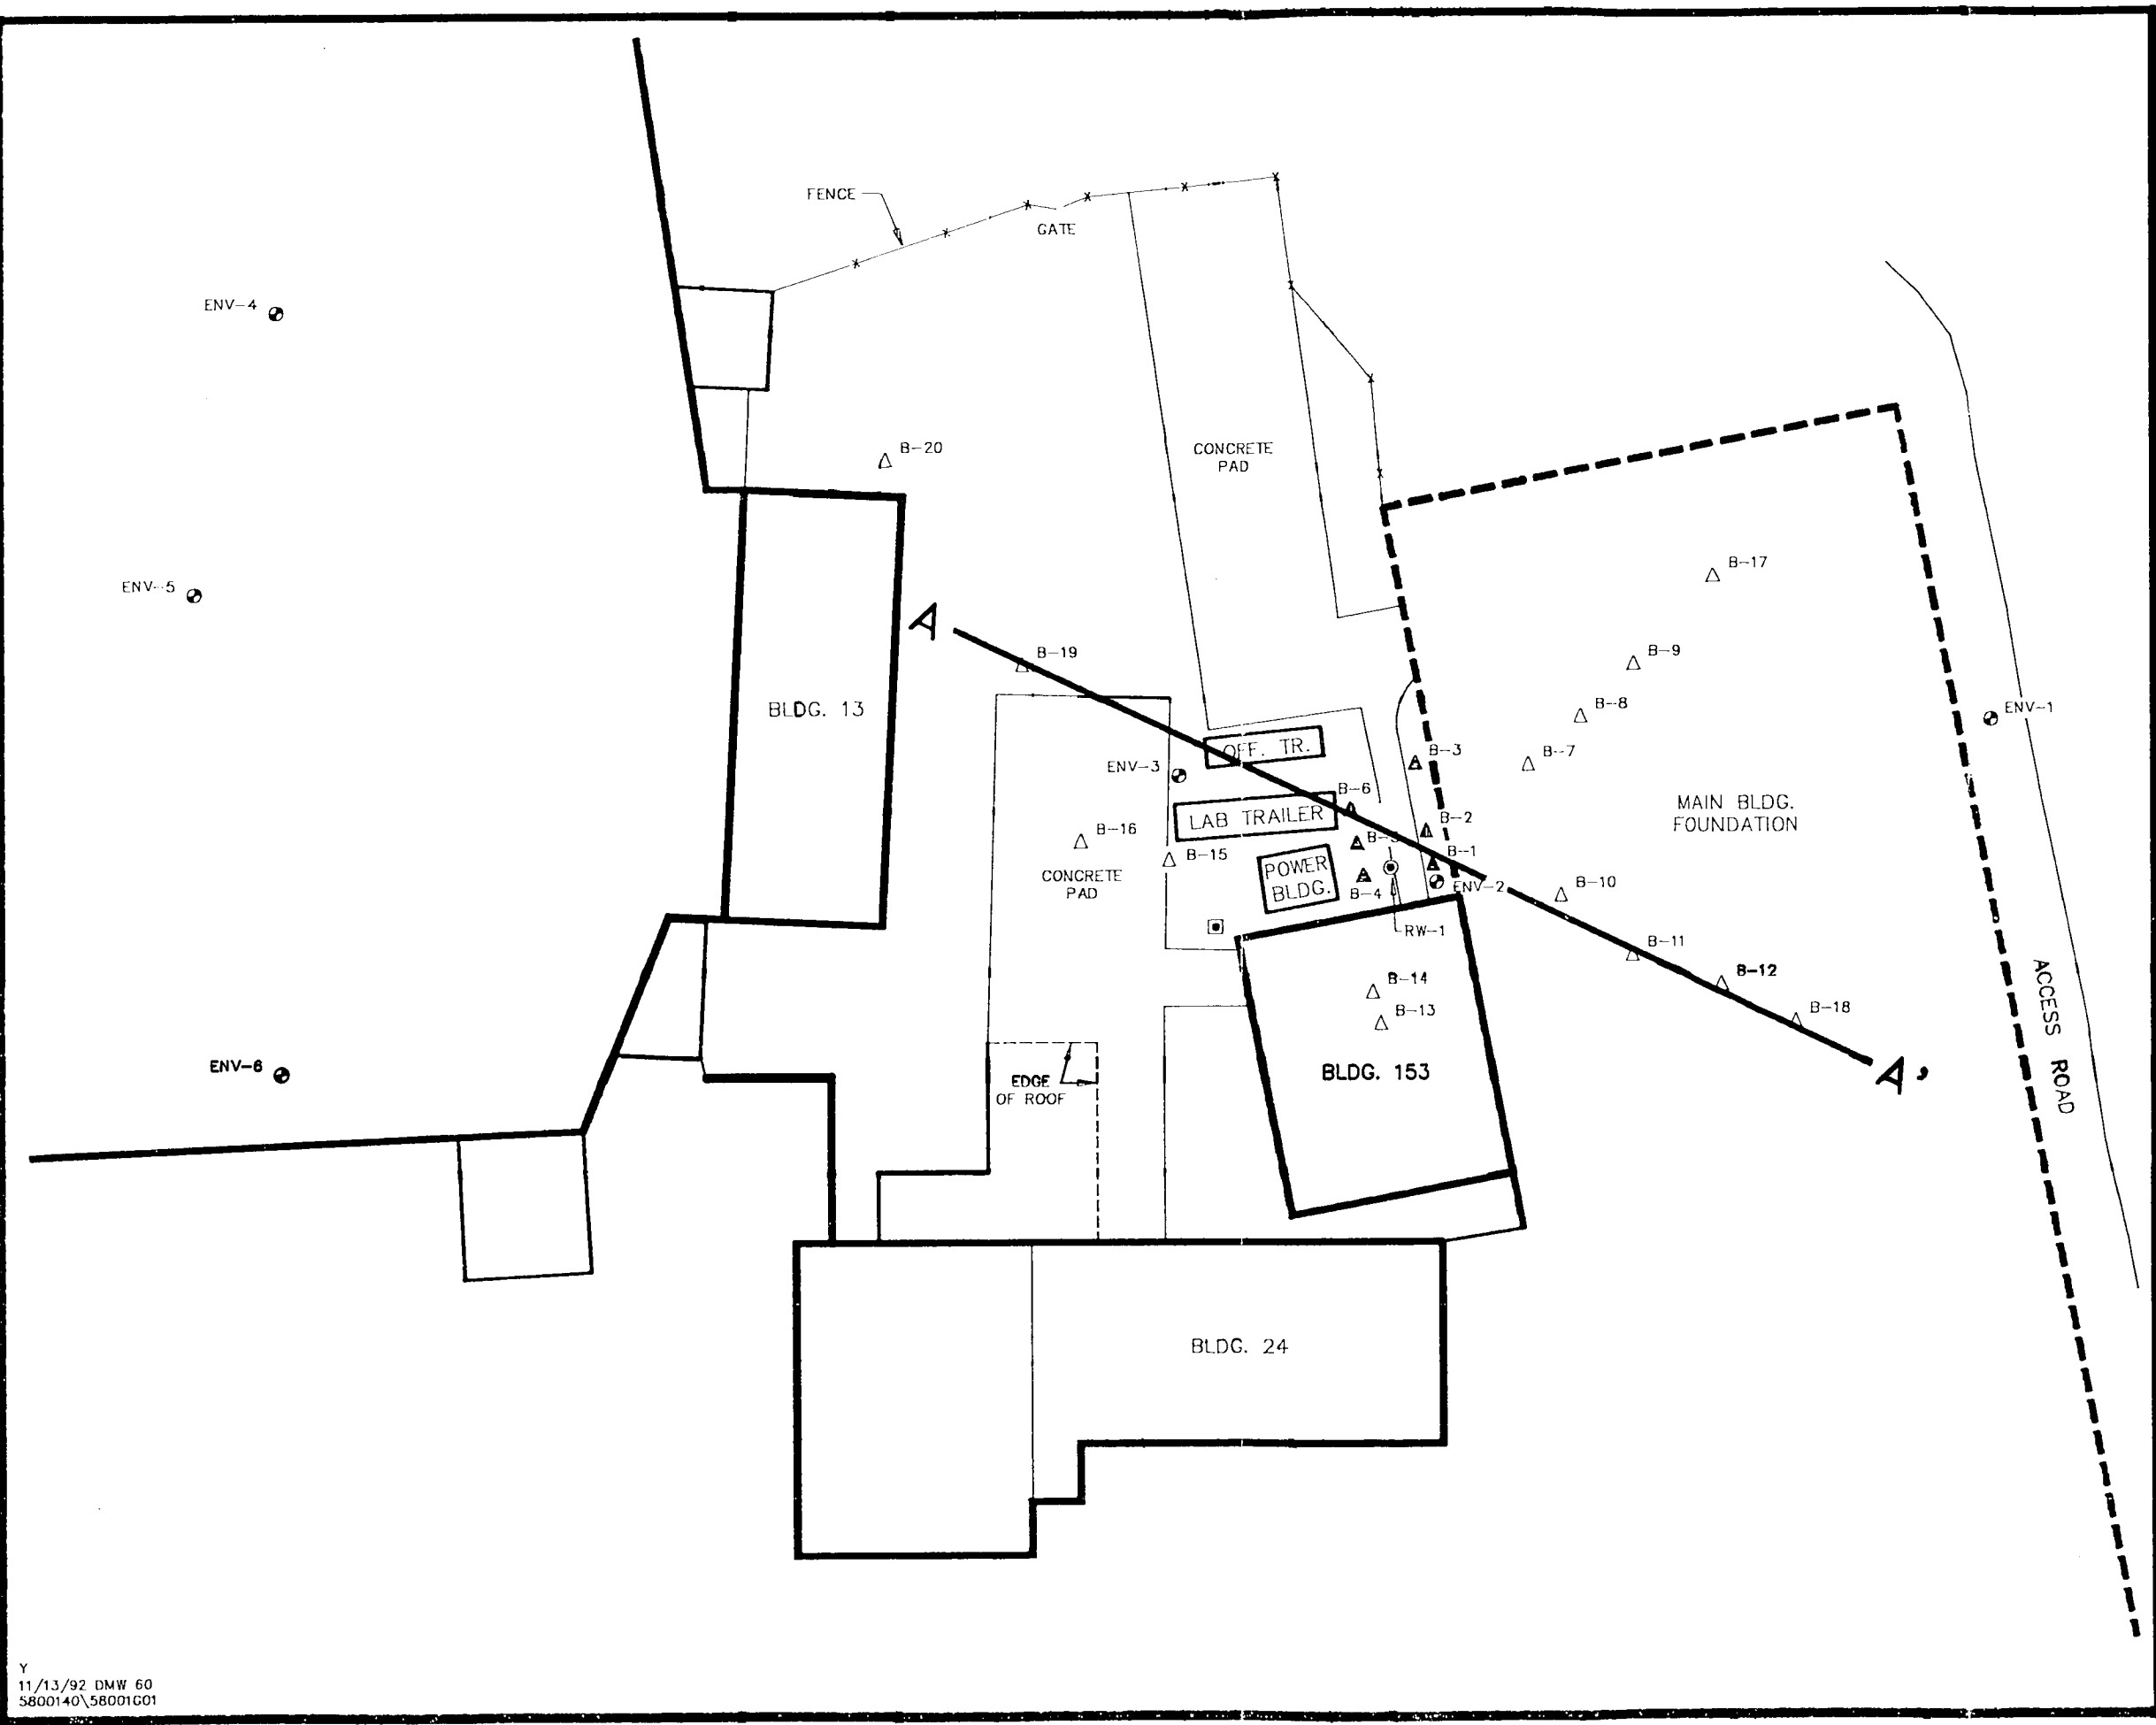 FENCE
GATE
ENV-4
B-20
CONCRETE
PAD
ENV-5
B-17
A
B-19
B-9
BLDG. 13
B-8
ENV-1
OFF. TR.
B-3
B-7
ENV-3
B-6
LAB TRAILER
MAIN BLDG.
FOUNDATION
B-2
B-16
B-5
B-15
B-1
POWER
BLDG.
CONCRETE
PAD
B-4
ENV-2
B-10
RW-1
B-11
B-12
B-14
B-13
B-18
ACCESS ROAD
ENV-6
EDGE
OF ROOF
BLDG. 153
A'
BLDG. 24
Y
11/13/92 DMW 60
5800140\58001G01